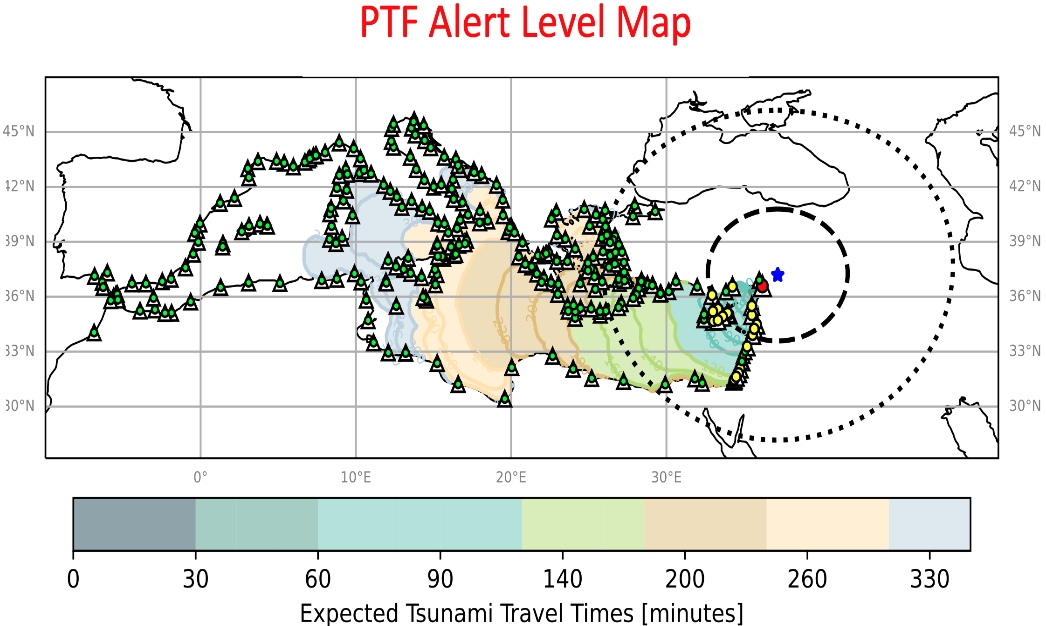 PTF Alert Level Map
45°N 45°N
42°N 42°N
39°N 39°N
36°N 36°N
33°N 33°N
30°N 30°N
0° 10°E 20°E 30°E
0 30 60 90 140 200 260 330
Expected Tsunami Travel Times [minutes]